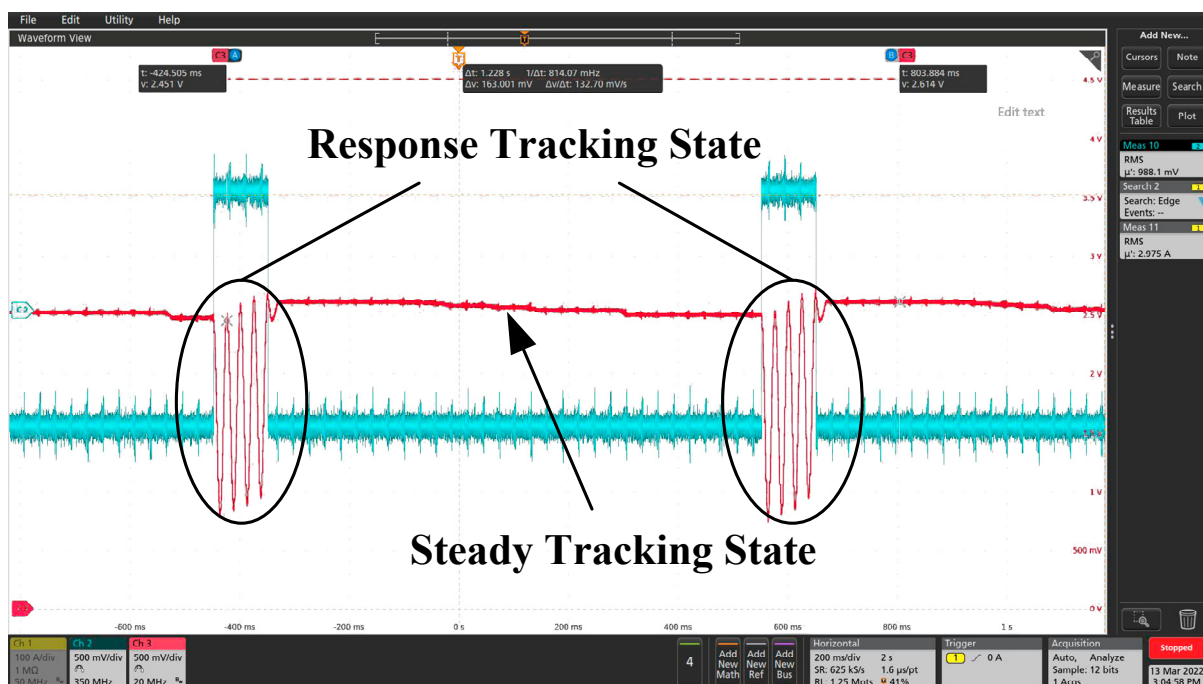 File Edit Utility Help
Waveform View
Add New...
Cursors Note
Measure Search
Results Table Plot
Meas 10 2
RMS
µ': 988.1 mV
Search 2 1
Search: Edge
Events: --
Meas 11 1
RMS
µ': 2.975 A
C3 A
T
B C3
t: -424.505 ms
v: 2.451 V
Δt: 1.228 s 1/Δt: 814.07 mHz
Δv: 163.001 mV Δv/Δt: 132.70 mV/s
t: 803.884 ms
v: 2.614 V
Edit text
4.5 V
4 V
3.5 V
3 V
2.5 V
2 V
1 V
500 mV
0 V
Response Tracking State
Steady Tracking State
-600 ms -400 ms -200 ms 0 s 200 ms 400 ms 600 ms 800 ms 1 s
Ch 1
100 A/div
1 MΩ
50 MHz
Ch 2
500 mV/div
350 MHz
Ch 3
500 mV/div
20 MHz
4
Add New Math
Add New Ref
Add New Bus
Horizontal
200 ms/div 2 s
SR: 625 kS/s 1.6 µs/pt
RL: 1.25 Mpts 41%
Trigger
1 0 A
Acquisition
Auto, Analyze
Sample: 12 bits
1 Acqs
Stopped
13 Mar 2022
3:04:58 PM